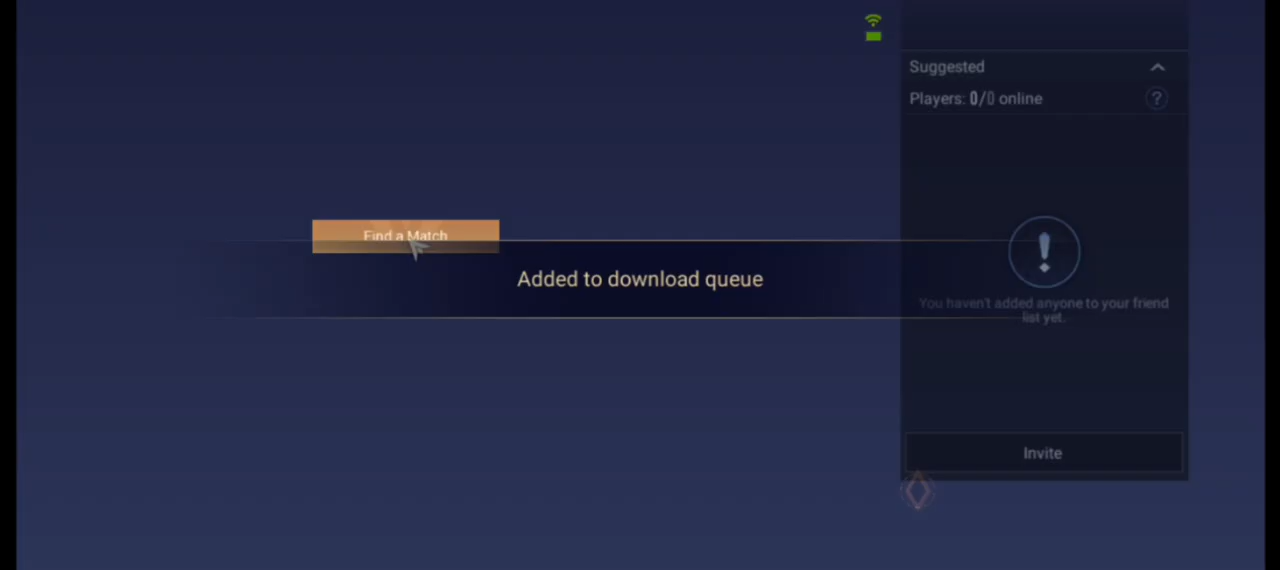 Suggested
Players: 0/0 online
?
Find a Match
Added to download queue
You haven't added anyone to your friend
list yet.
Invite